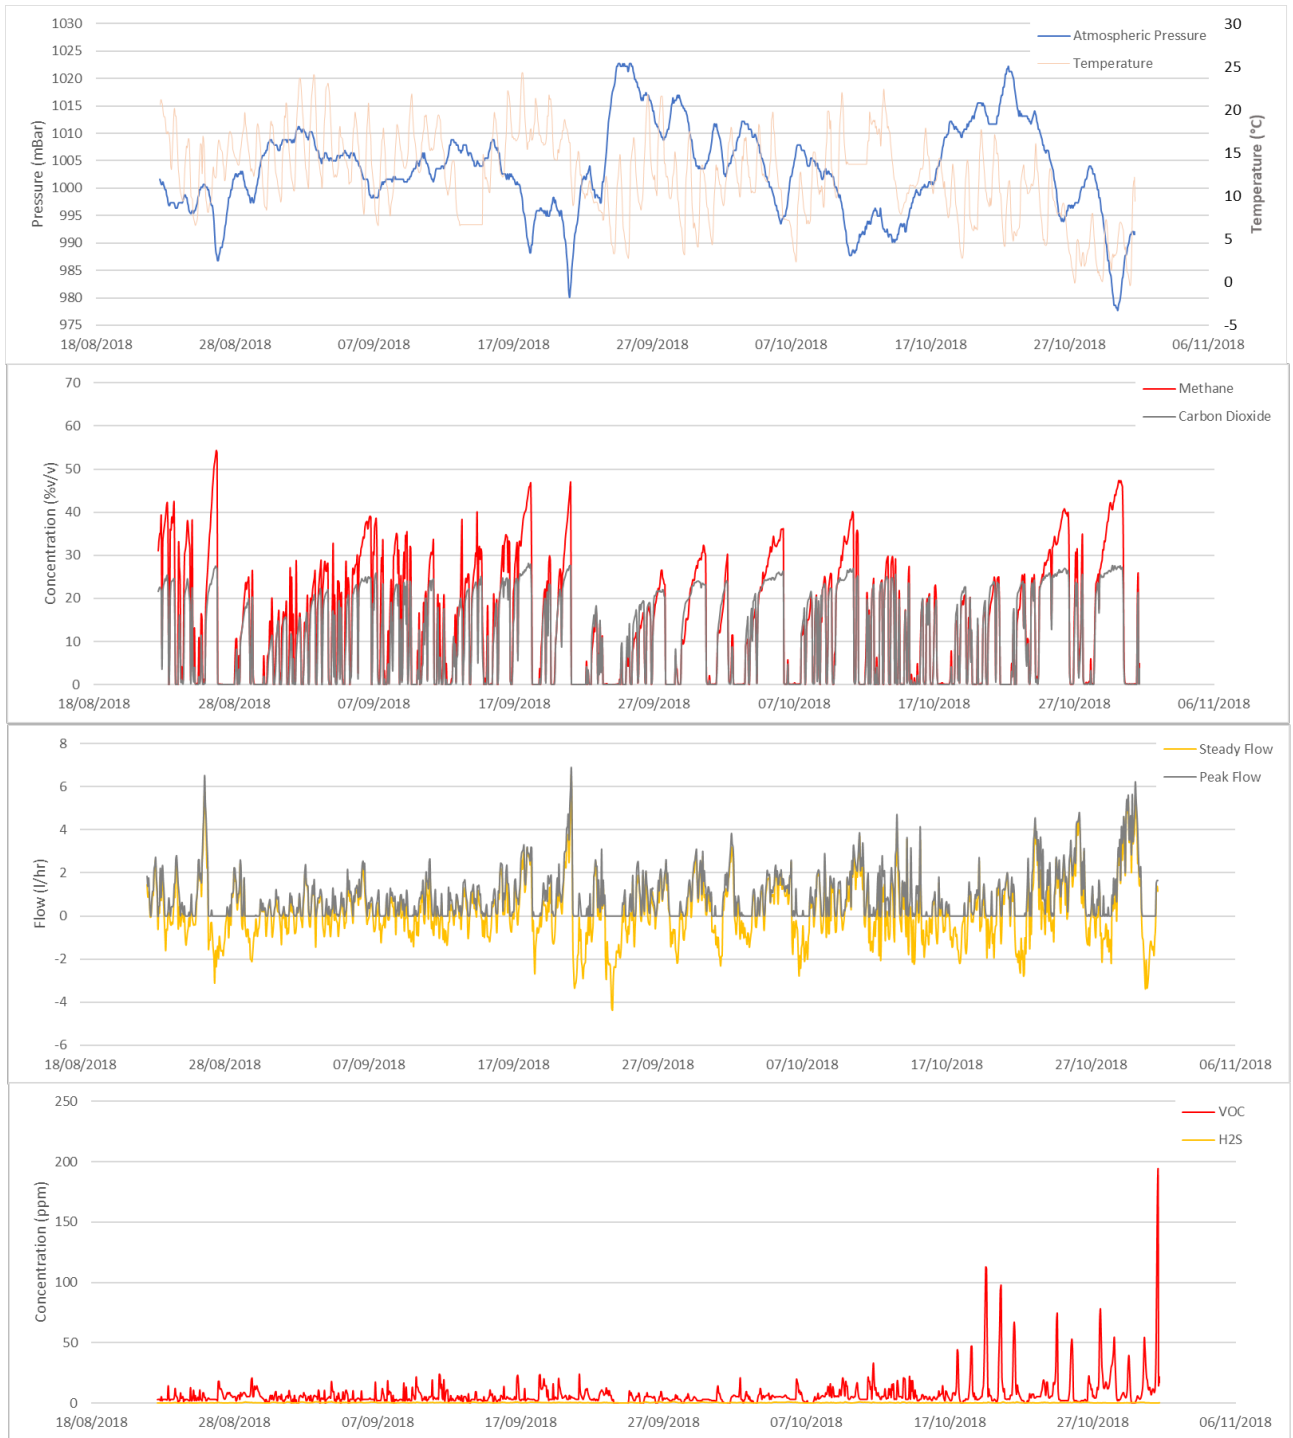 1030
1025
1020
1015
1010
1005
1000
995
990
985
980
975
Pressure (mBar)
30
25
20
15
10
5
0
-5
Temperature (°C)
Atmospheric Pressure
Temperature
18/08/2018 28/08/2018 07/09/2018 17/09/2018 27/09/2018 07/10/2018 17/10/2018 27/10/2018 06/11/2018
70
60
50
40
30
20
10
0
Concentration (%v/v)
Methane
Carbon Dioxide
18/08/2018 28/08/2018 07/09/2018 17/09/2018 27/09/2018 07/10/2018 17/10/2018 27/10/2018 06/11/2018
8
6
4
2
0
-2
-4
-6
Flow (l/hr)
Steady Flow
Peak Flow
18/08/2018 28/08/2018 07/09/2018 17/09/2018 27/09/2018 07/10/2018 17/10/2018 27/10/2018 06/11/2018
250
200
150
100
50
0
Concentration (ppm)
VOC
H2S
18/08/2018 28/08/2018 07/09/2018 17/09/2018 27/09/2018 07/10/2018 17/10/2018 27/10/2018 06/11/2018